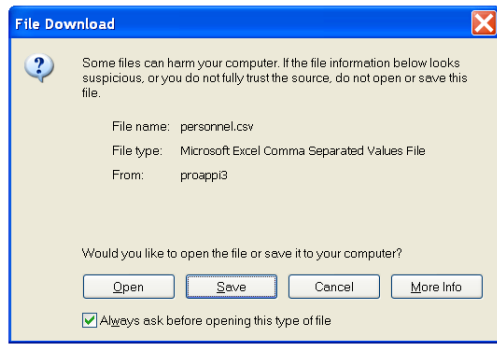 File Download
Some files can harm your computer. If the file information below looks
suspicious, or you do not fully trust the source, do not open or save this
file.
File name: personnel.csv
File type: Microsoft Excel Comma Separated Values File
From: proappi3
Would you like to open the file or save it to your computer?
Open Save Cancel More Info
Always ask before opening this type of file